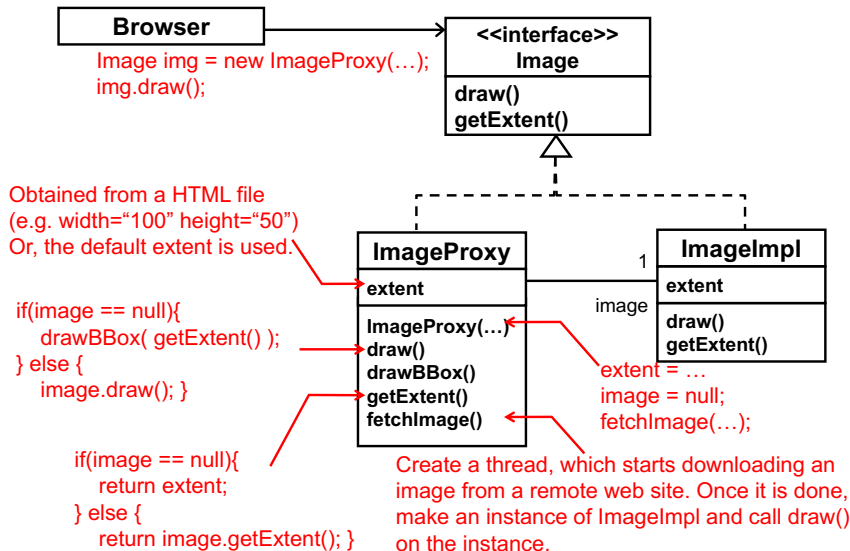 Browser
Image img = new ImageProxy(…);
img.draw();
<<interface>>
Image
draw()
getExtent()
Obtained from a HTML file
(e.g. width=“100” height=“50”)
Or, the default extent is used.
ImageProxy
extent
ImageProxy(…)
draw()
drawBBox()
getExtent()
fetchImage()
1
image
ImageImpl
extent
draw()
getExtent()
if(image == null){
drawBBox( getExtent() );
} else {
image.draw(); }
extent = …
image = null;
fetchImage(…);
if(image == null){
return extent;
} else {
return image.getExtent(); }
Create a thread, which starts downloading an
image from a remote web site. Once it is done,
make an instance of ImageImpl and call draw()
on the instance.